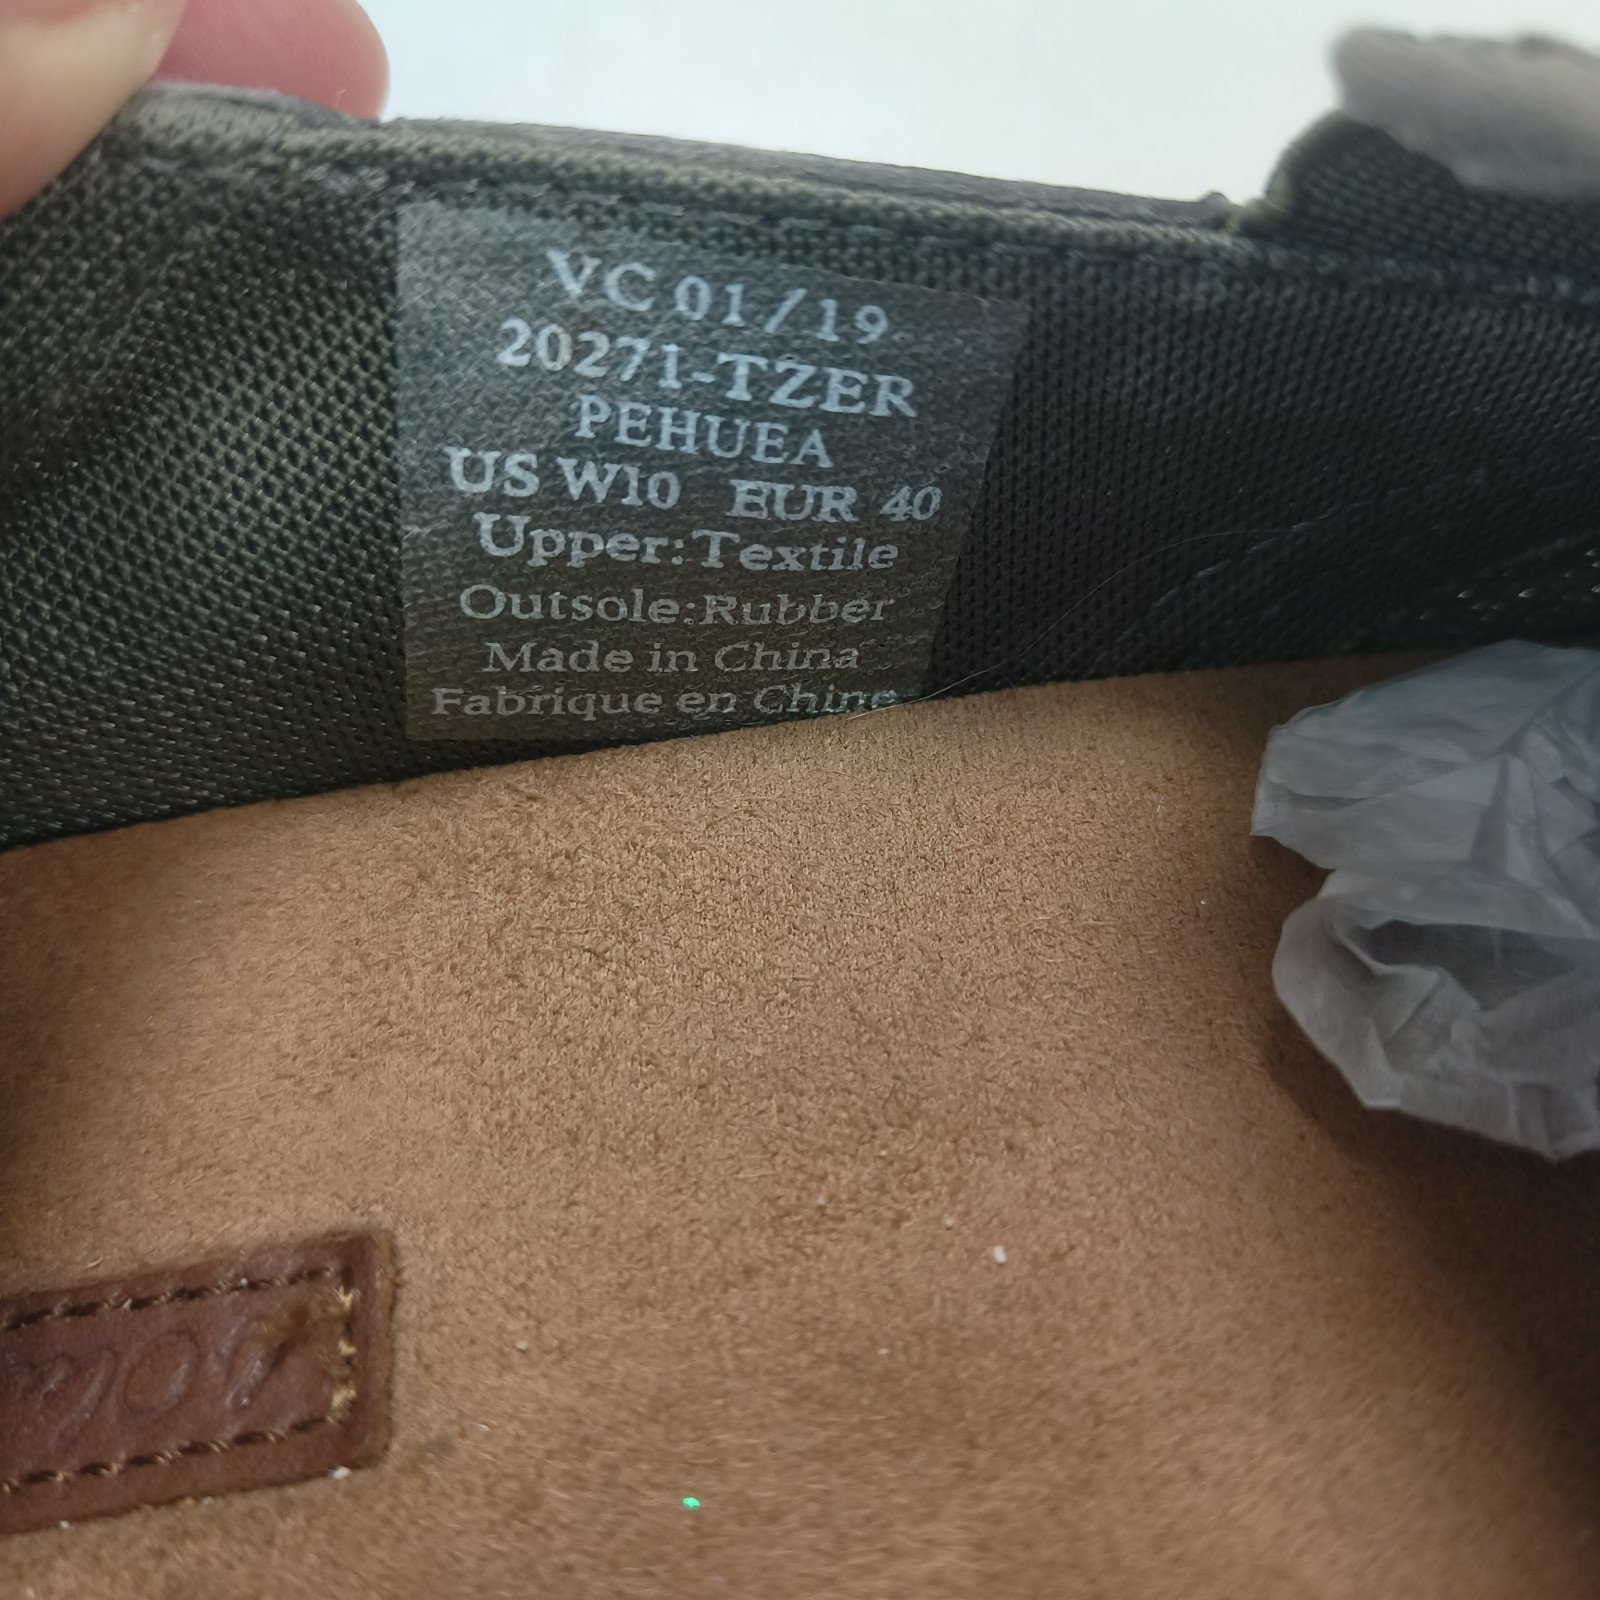 VC 01/19
20271-TZER
PEHUEA
US W10 EUR 40
Upper:Textile
Outsole:Rubber
Made in China
Fabrique en Chine